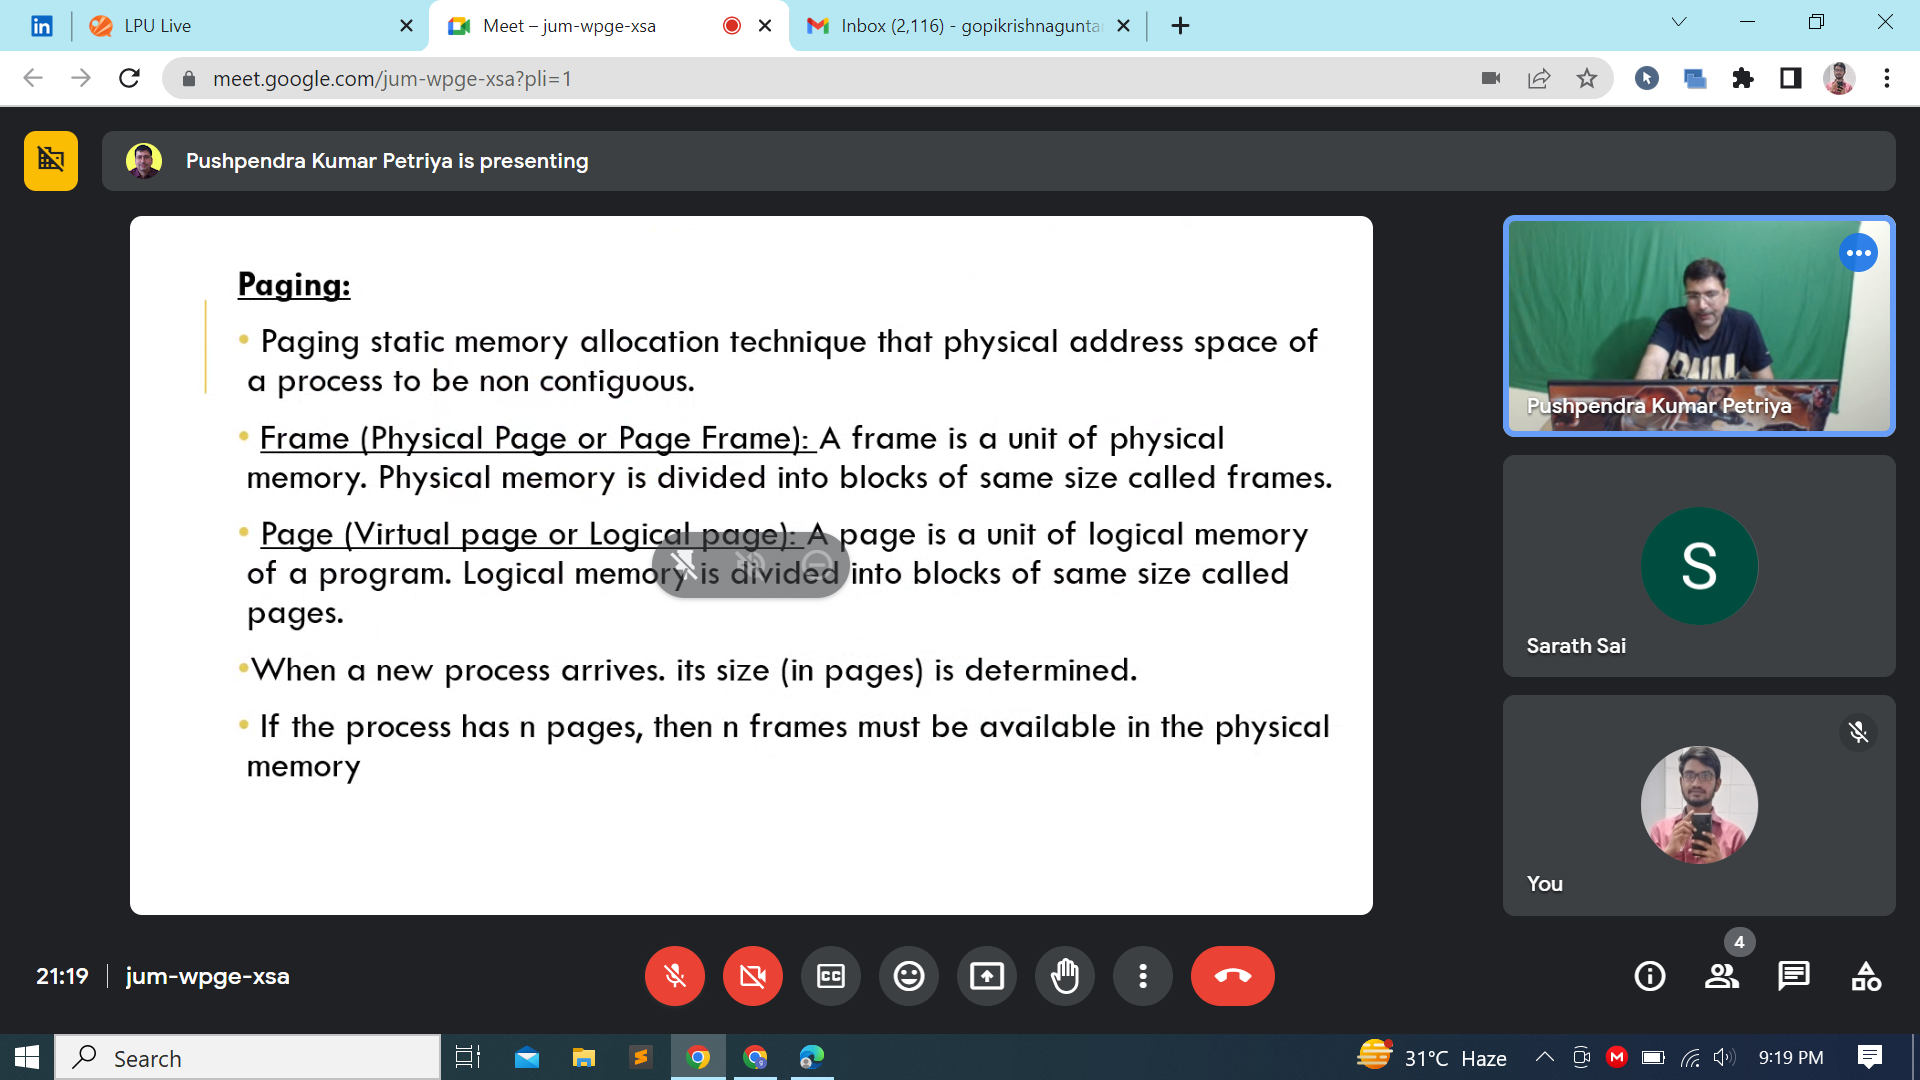 LPU Live
Meet – jum-wpge-xsa
Inbox (2,116) - gopikrishnagunta
meet.google.com/jum-wpge-xsa?pli=1
Pushpendra Kumar Petriya is presenting
Paging:
• Paging static memory allocation technique that physical address space of
a process to be non contiguous.
• Frame (Physical Page or Page Frame): A frame is a unit of physical
memory. Physical memory is divided into blocks of same size called frames.
• Page (Virtual page or Logical page): A page is a unit of logical memory
of a program. Logical memory is divided into blocks of same size called
pages.
•When a new process arrives. its size (in pages) is determined.
• If the process has n pages, then n frames must be available in the physical
memory
Pushpendra Kumar Petriya
S
Sarath Sai
You
21:19
jum-wpge-xsa
CC
4
Search
31°C Haze
9:19 PM